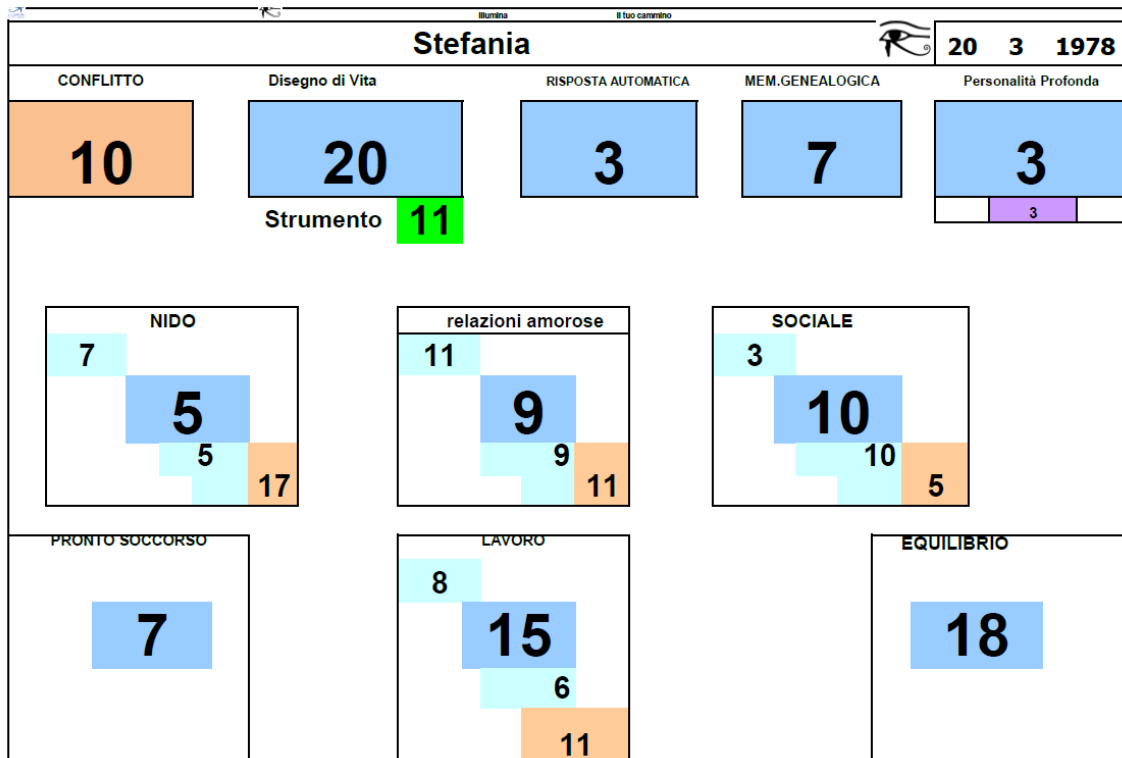 Illumina il tuo cammino
Stefania 20 3 1978
CONFLITTO Disegno di Vita RISPOSTA AUTOMATICA MEM.GENEALOGICA Personalità Profonda
10 20 3 7 3
Strumento 11 3
NIDO relazioni amorose SOCIALE
7 11 3
5 9 10
5 9 10
17 11 5
PRONTO SOCCORSO LAVORO EQUILIBRIO
8
7 15 18
6
11